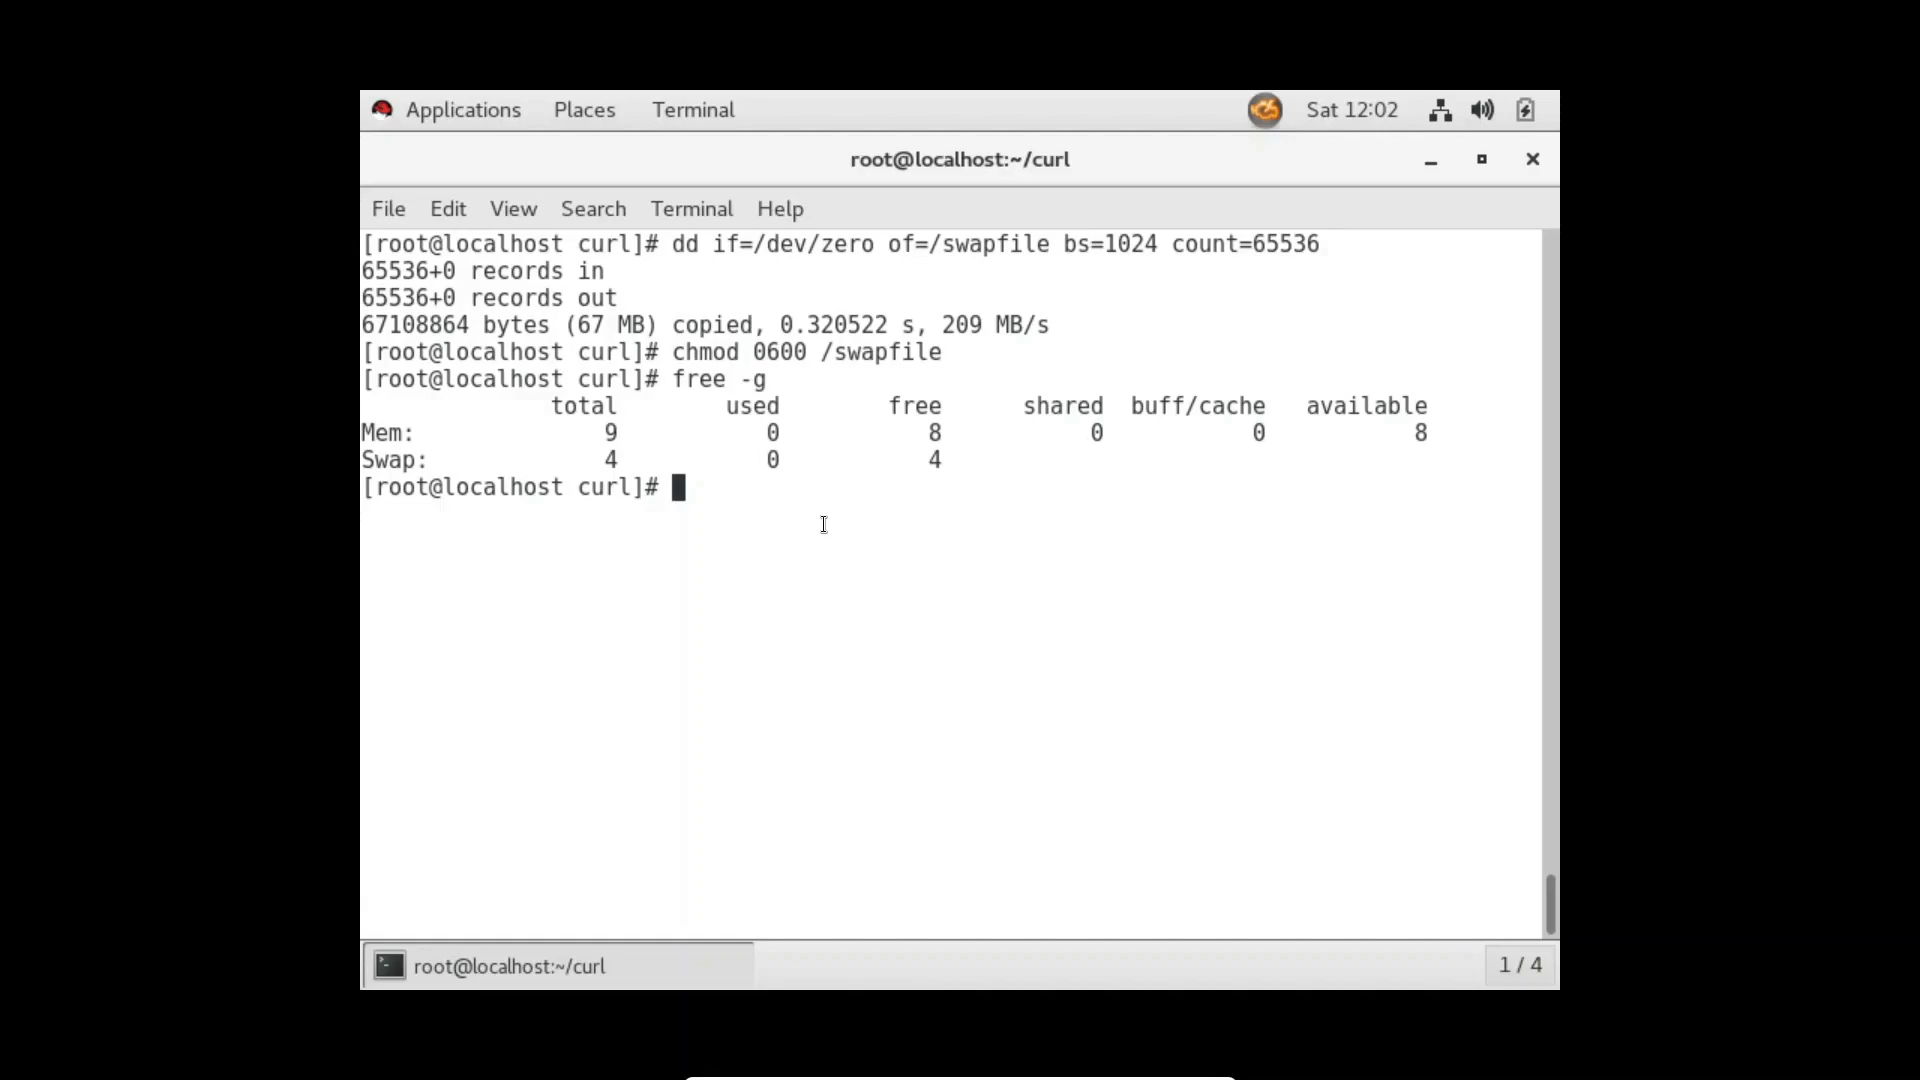 Applications Places Terminal Sat 12:02
root@localhost:~/curl
File Edit View Search Terminal Help
[root@localhost curl]# dd if=/dev/zero of=/swapfile bs=1024 count=65536
65536+0 records in
65536+0 records out
67108864 bytes (67 MB) copied, 0.320522 s, 209 MB/s
[root@localhost curl]# chmod 0600 /swapfile
[root@localhost curl]# free -g
total used free shared buff/cache available
Mem: 9 0 8 0 0 8
Swap: 4 0 4
[root@localhost curl]#
root@localhost:~/curl 1 / 4